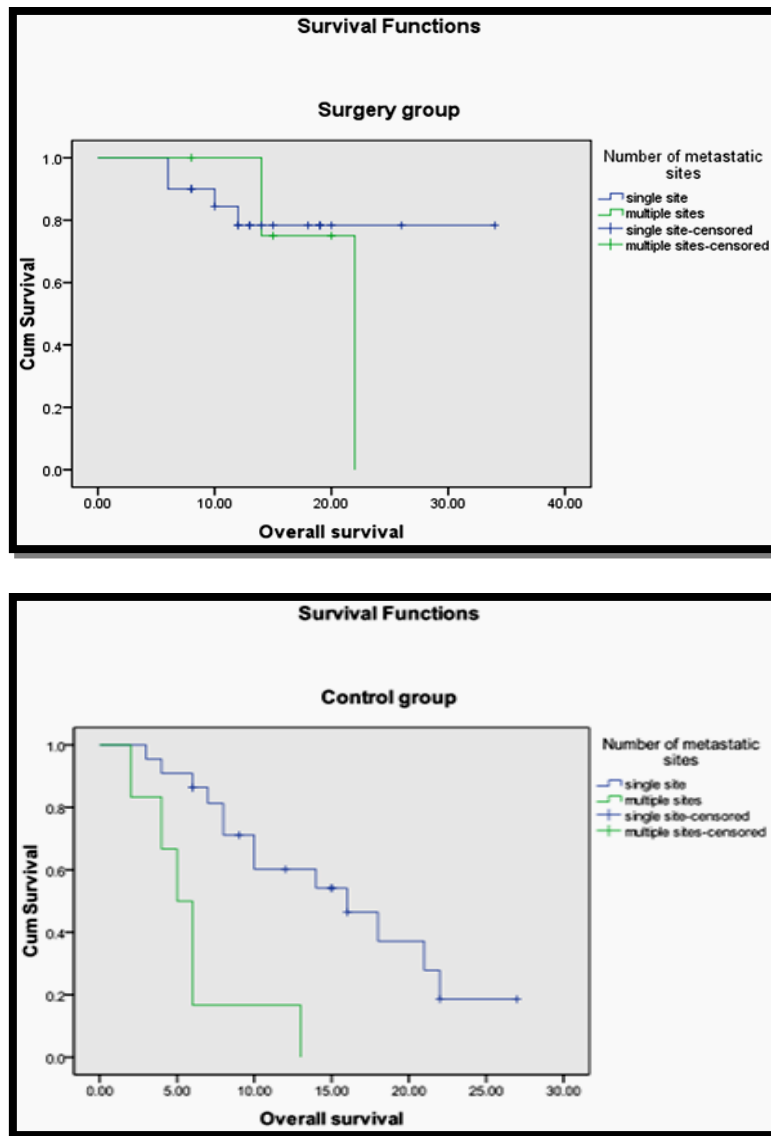 Survival Functions
Surgery group
Number of metastatic
sites
single site
multiple sites
single site-censored
multiple sites-censored
Cum Survival
1.0
0.8
0.6
0.4
0.2
0.0
0.00 10.00 20.00 30.00 40.00
Overall survival
Survival Functions
Control group
Number of metastatic
sites
single site
multiple sites
single site-censored
multiple sites-censored
Cum Survival
1.0
0.8
0.6
0.4
0.2
0.0
0.00 5.00 10.00 15.00 20.00 25.00 30.00
Overall survival